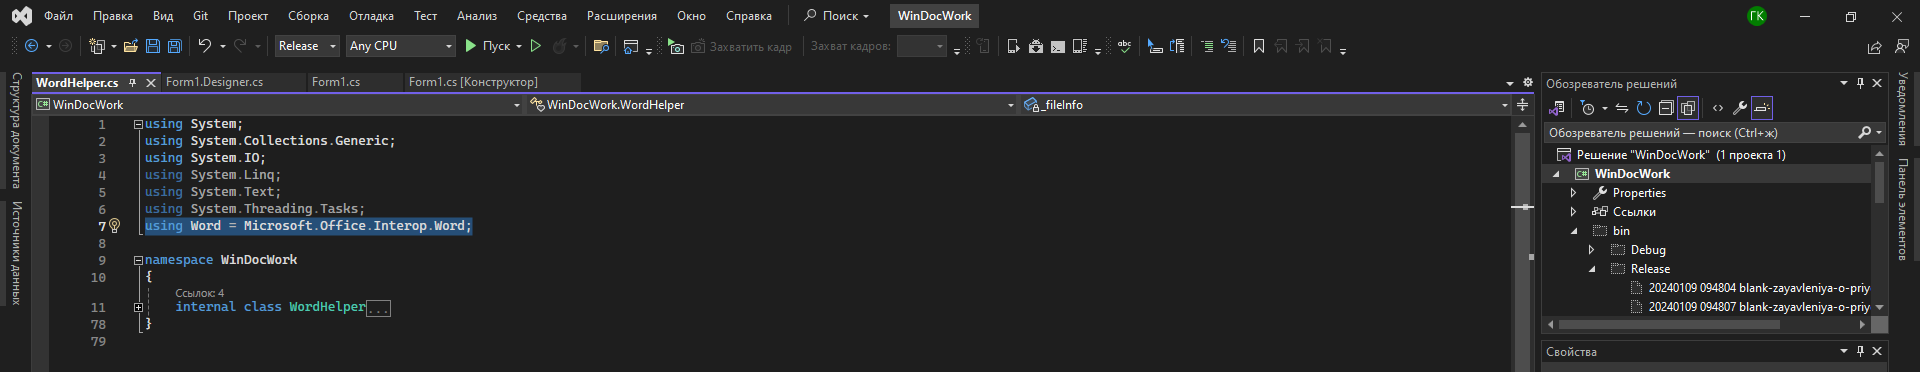 Файл Правка Вид Git Проект Сборка Отладка Тест Анализ Средства Расширения Окно Справка Поиск WinDocWork ГК
Release Any CPU Пуск Захватить кадр Захват кадров: abc
WordHelper.cs Form1.Designer.cs Form1.cs Form1.cs [Конструктор]
WinDocWork WinDocWork.WordHelper _fileInfo
Структура документа
Источники данных
1 using System;
2 using System.Collections.Generic;
3 using System.IO;
4 using System.Linq;
5 using System.Text;
6 using System.Threading.Tasks;
7 using Word = Microsoft.Office.Interop.Word;
8
9 namespace WinDocWork
10 {
Ссылок: 4
11 internal class WordHelper...
78 }
79
Обозреватель решений
Обозреватель решений — поиск (Ctrl+ж)
Решение "WinDocWork" (1 проекта 1)
C# WinDocWork
Properties
Ссылки
bin
Debug
Release
20240109 094804 blank-zayavleniya-o-priy
20240109 094807 blank-zayavleniya-o-priy
Свойства
Уведомления
Панель элементов